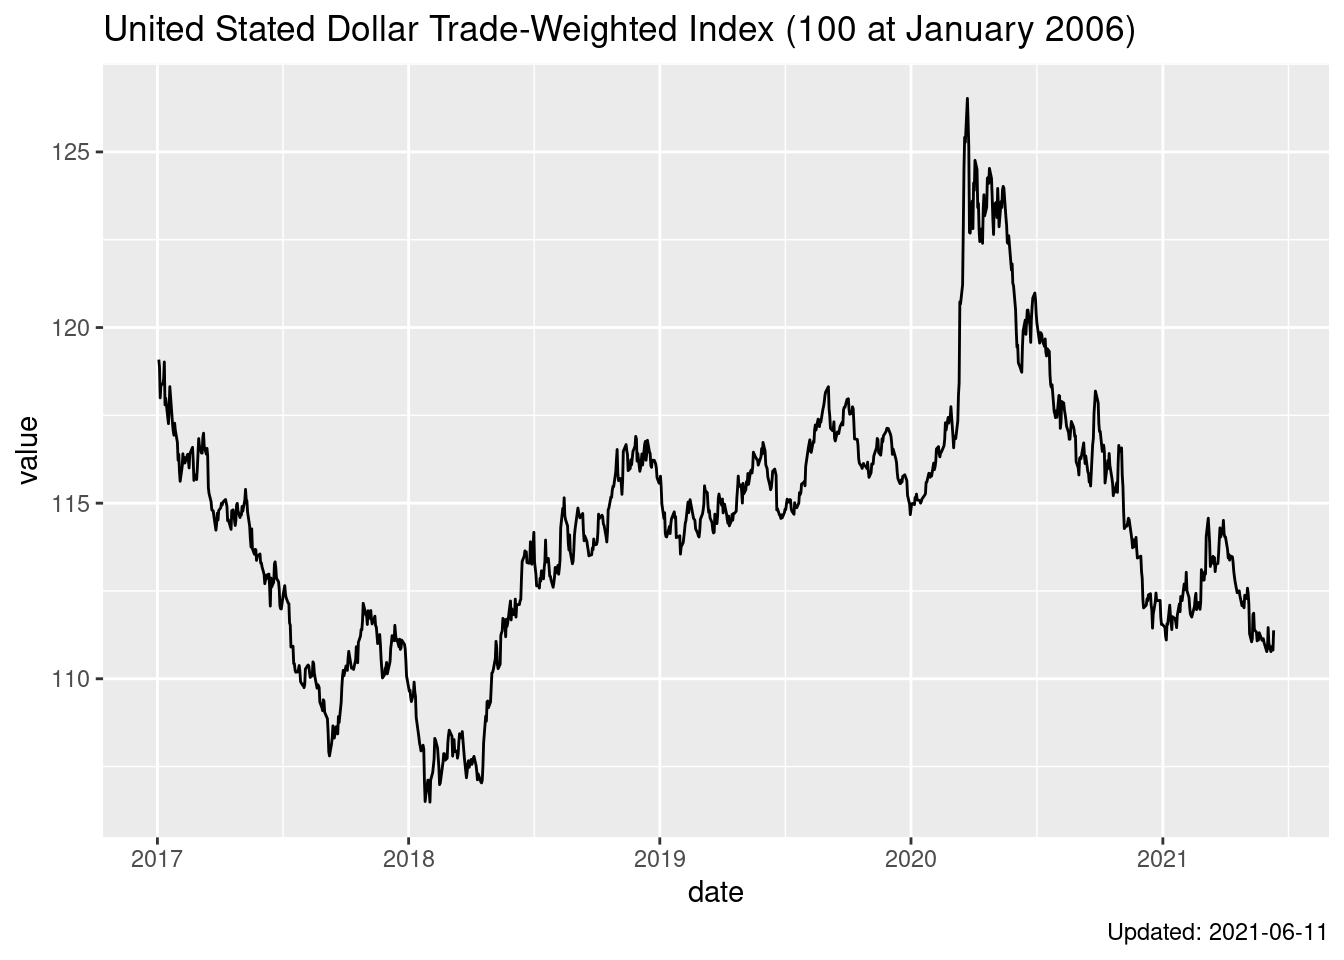 United Stated Dollar Trade-Weighted Index (100 at January 2006)
value
125
120
115
110
2017 2018 2019 2020 2021
date
Updated: 2021-06-11